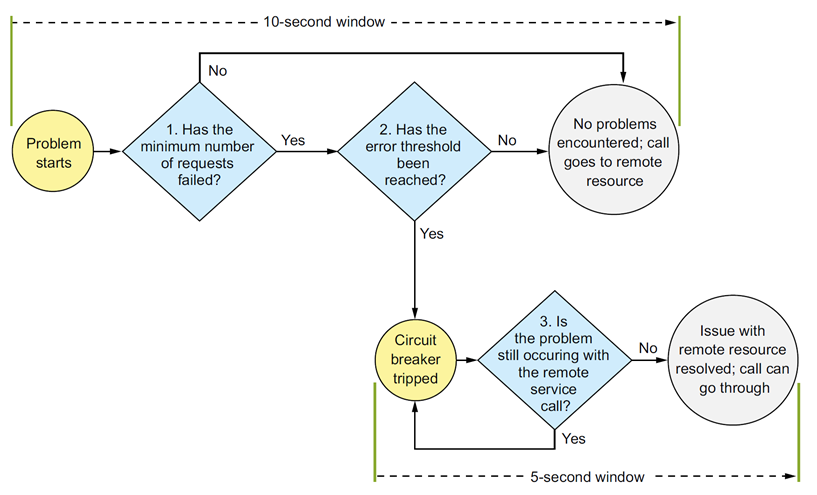 10-second window
No
Problem
starts
1. Has the
minimum number
of requests
failed?
Yes
2. Has the
error threshold
been
reached?
No
No problems
encountered; call
goes to remote
resource
Yes
Circuit
breaker
tripped
3. Is
the problem
still occuring with
the remote
service
call?
No
Issue with
remote resource
resolved; call can
go through
Yes
5-second window